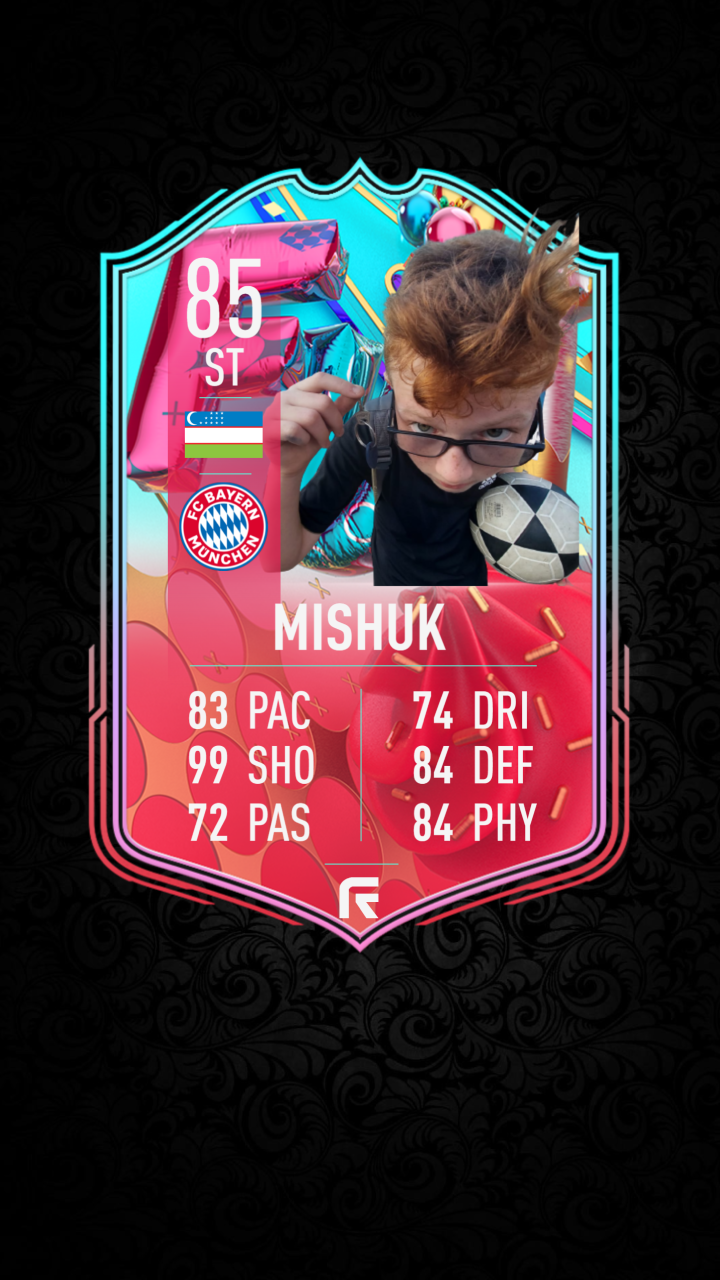 85
ST
FC BAYERN
MÜNCHEN
MISHUK
83 PAC
99 SHO
72 PAS
74 DRI
84 DEF
84 PHY